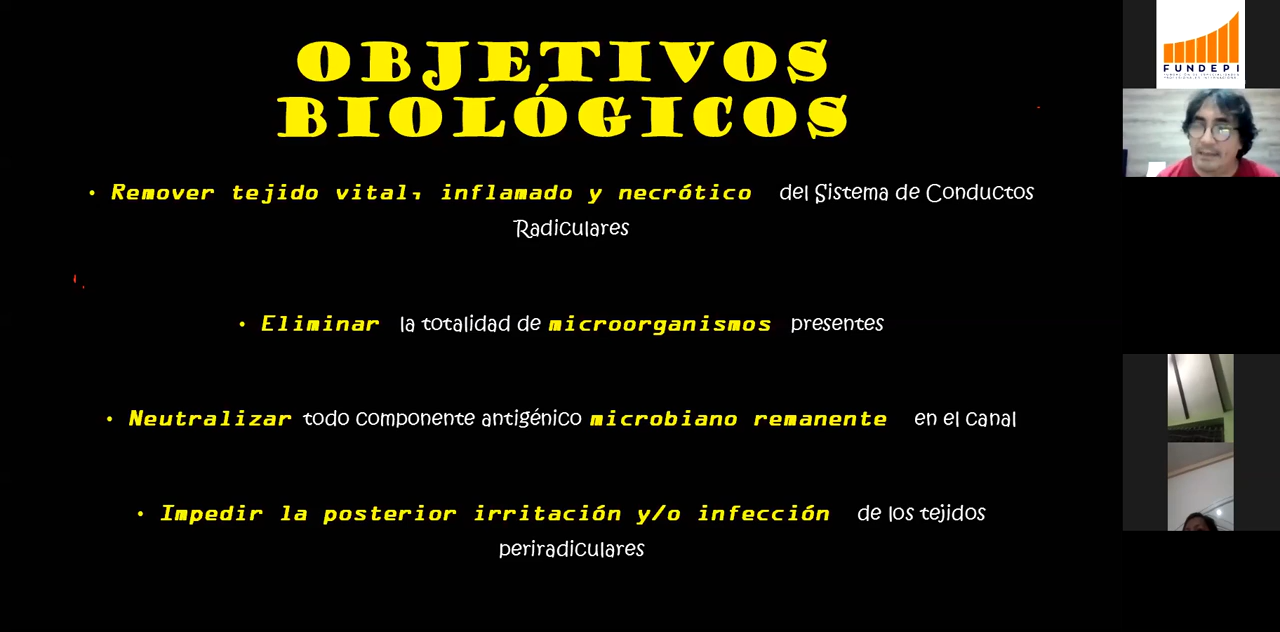 OBJETIVOS
BIOLÓGICOS
• Remover tejido vital, inflamado y necrótico del Sistema de Conductos
Radiculares
• Eliminar la totalidad de microorganismos presentes
• Neutralizar todo componente antigénico microbiano remanente en el canal
• Impedir la posterior irritación y/o infección de los tejidos
periradiculares
FUNDEPI